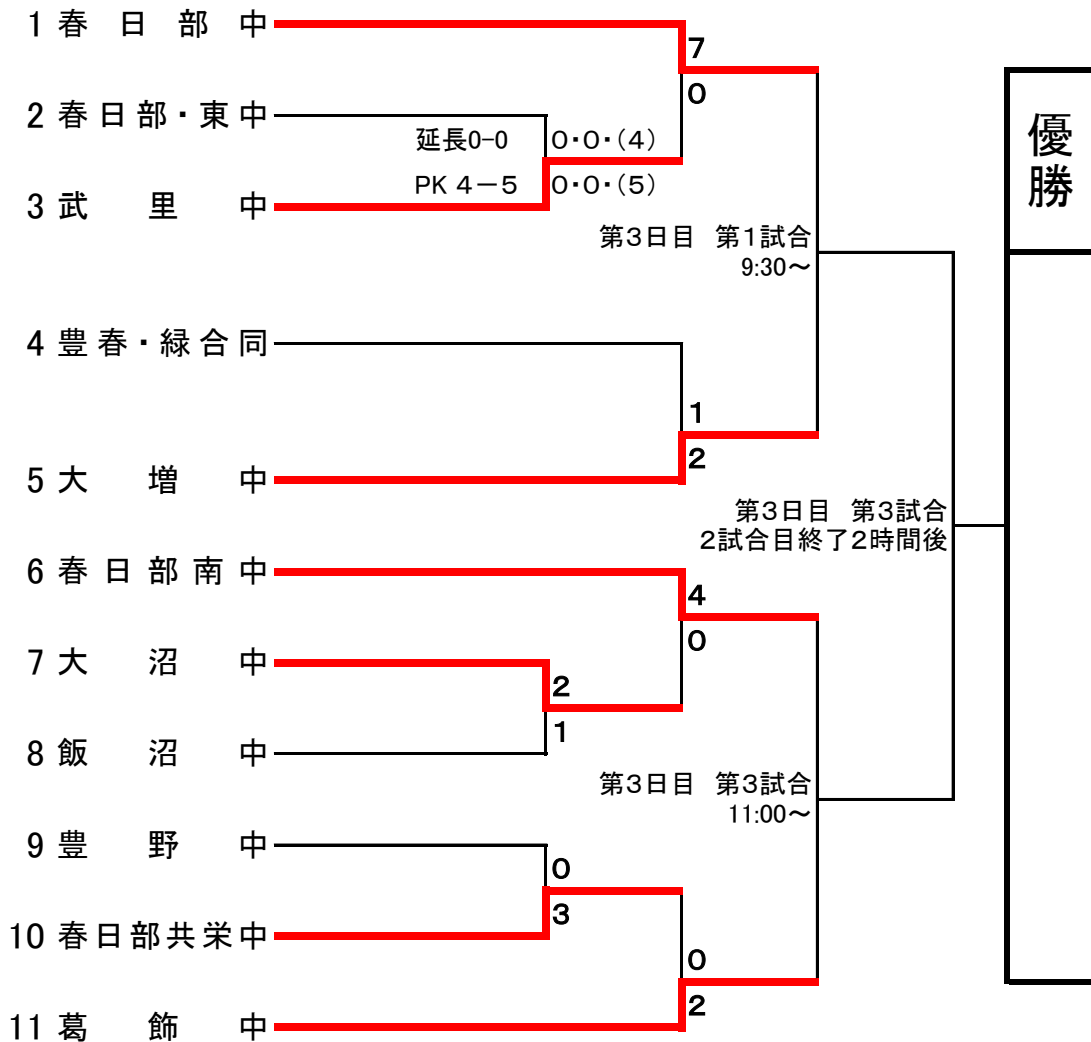 1 春日部中
7
0
2 春日部・東中
延長0-0 0・0・(4)
PK 4－5 0・0・(5)
3 武里中
第3日目 第1試合
9:30～
4 豊春・緑合同
1
2
5 大増中
第3日目 第3試合
2試合目終了2時間後
6 春日部南中
4
0
7 大沼中
2
1
8 飯沼中
第3日目 第3試合
11:00～
9 豊野中
0
3
10 春日部共栄中
0
2
11 葛飾中
優勝